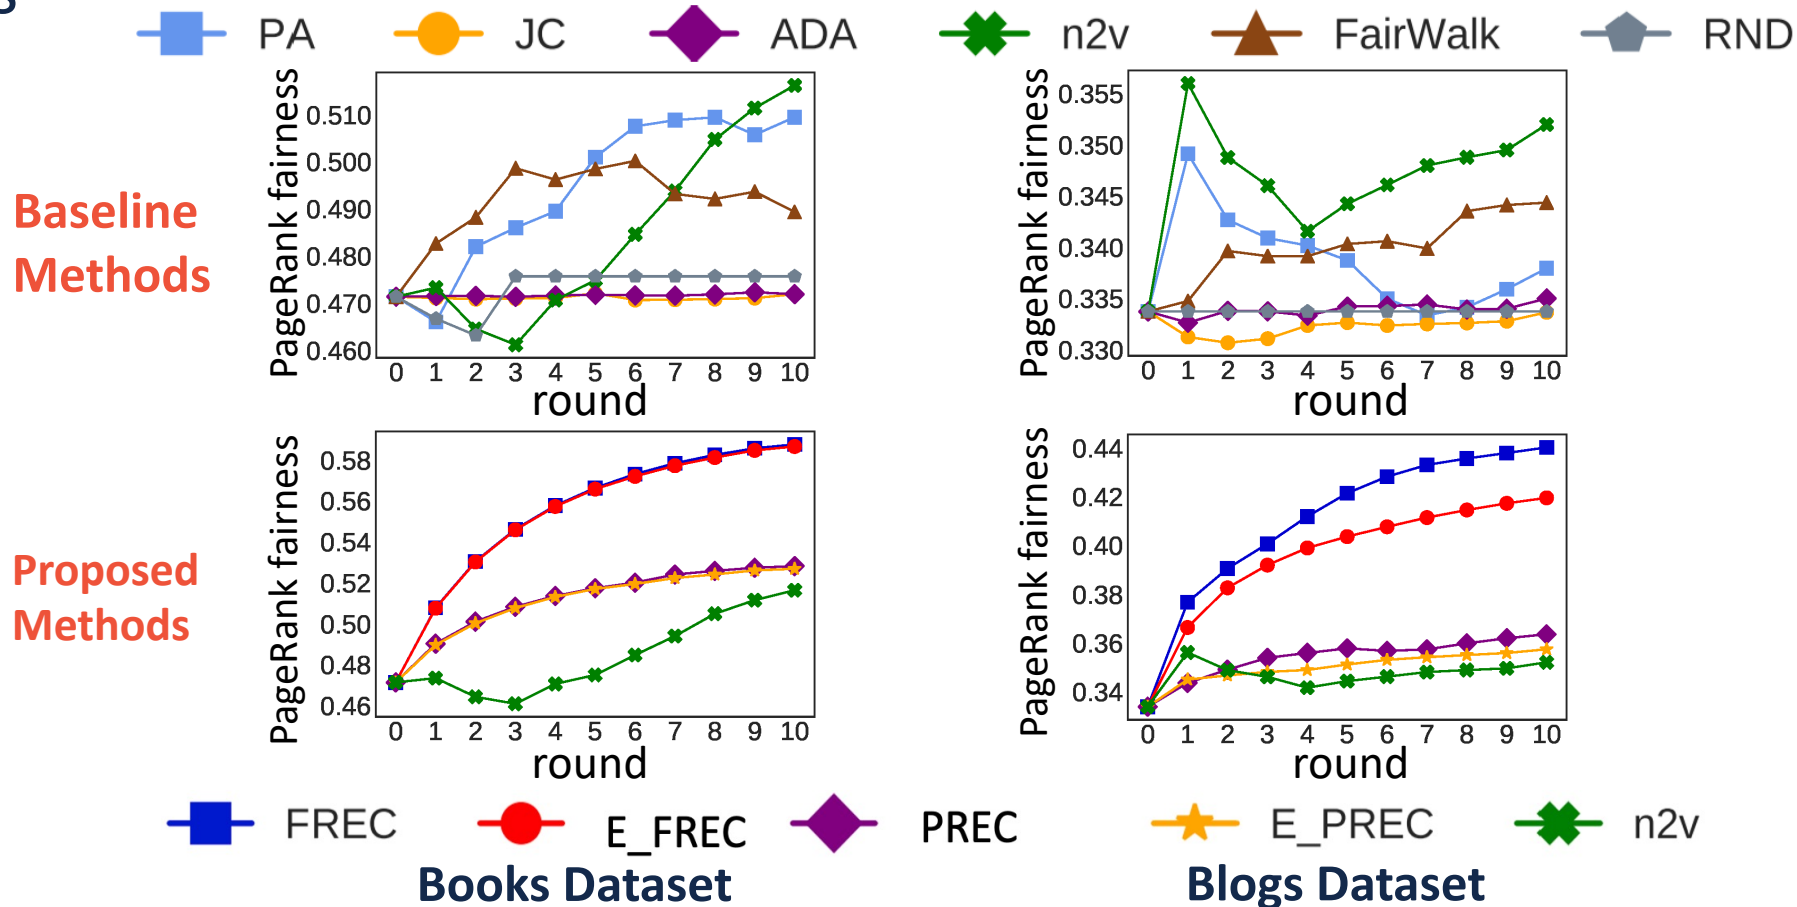 PA JC ADA n2v FairWalk RND
Baseline
Methods
PageRank fairness
0.510
0.500
0.490
0.480
0.470
0.460
0 1 2 3 4 5 6 7 8 9 10
round
PageRank fairness
0.355
0.350
0.345
0.340
0.335
0.330
0 1 2 3 4 5 6 7 8 9 10
round
Proposed
Methods
PageRank fairness
0.58
0.56
0.54
0.52
0.50
0.48
0.46
0 1 2 3 4 5 6 7 8 9 10
round
PageRank fairness
0.44
0.42
0.40
0.38
0.36
0.34
0 1 2 3 4 5 6 7 8 9 10
round
FREC E_FREC PREC E_PREC n2v
Books Dataset
Blogs Dataset